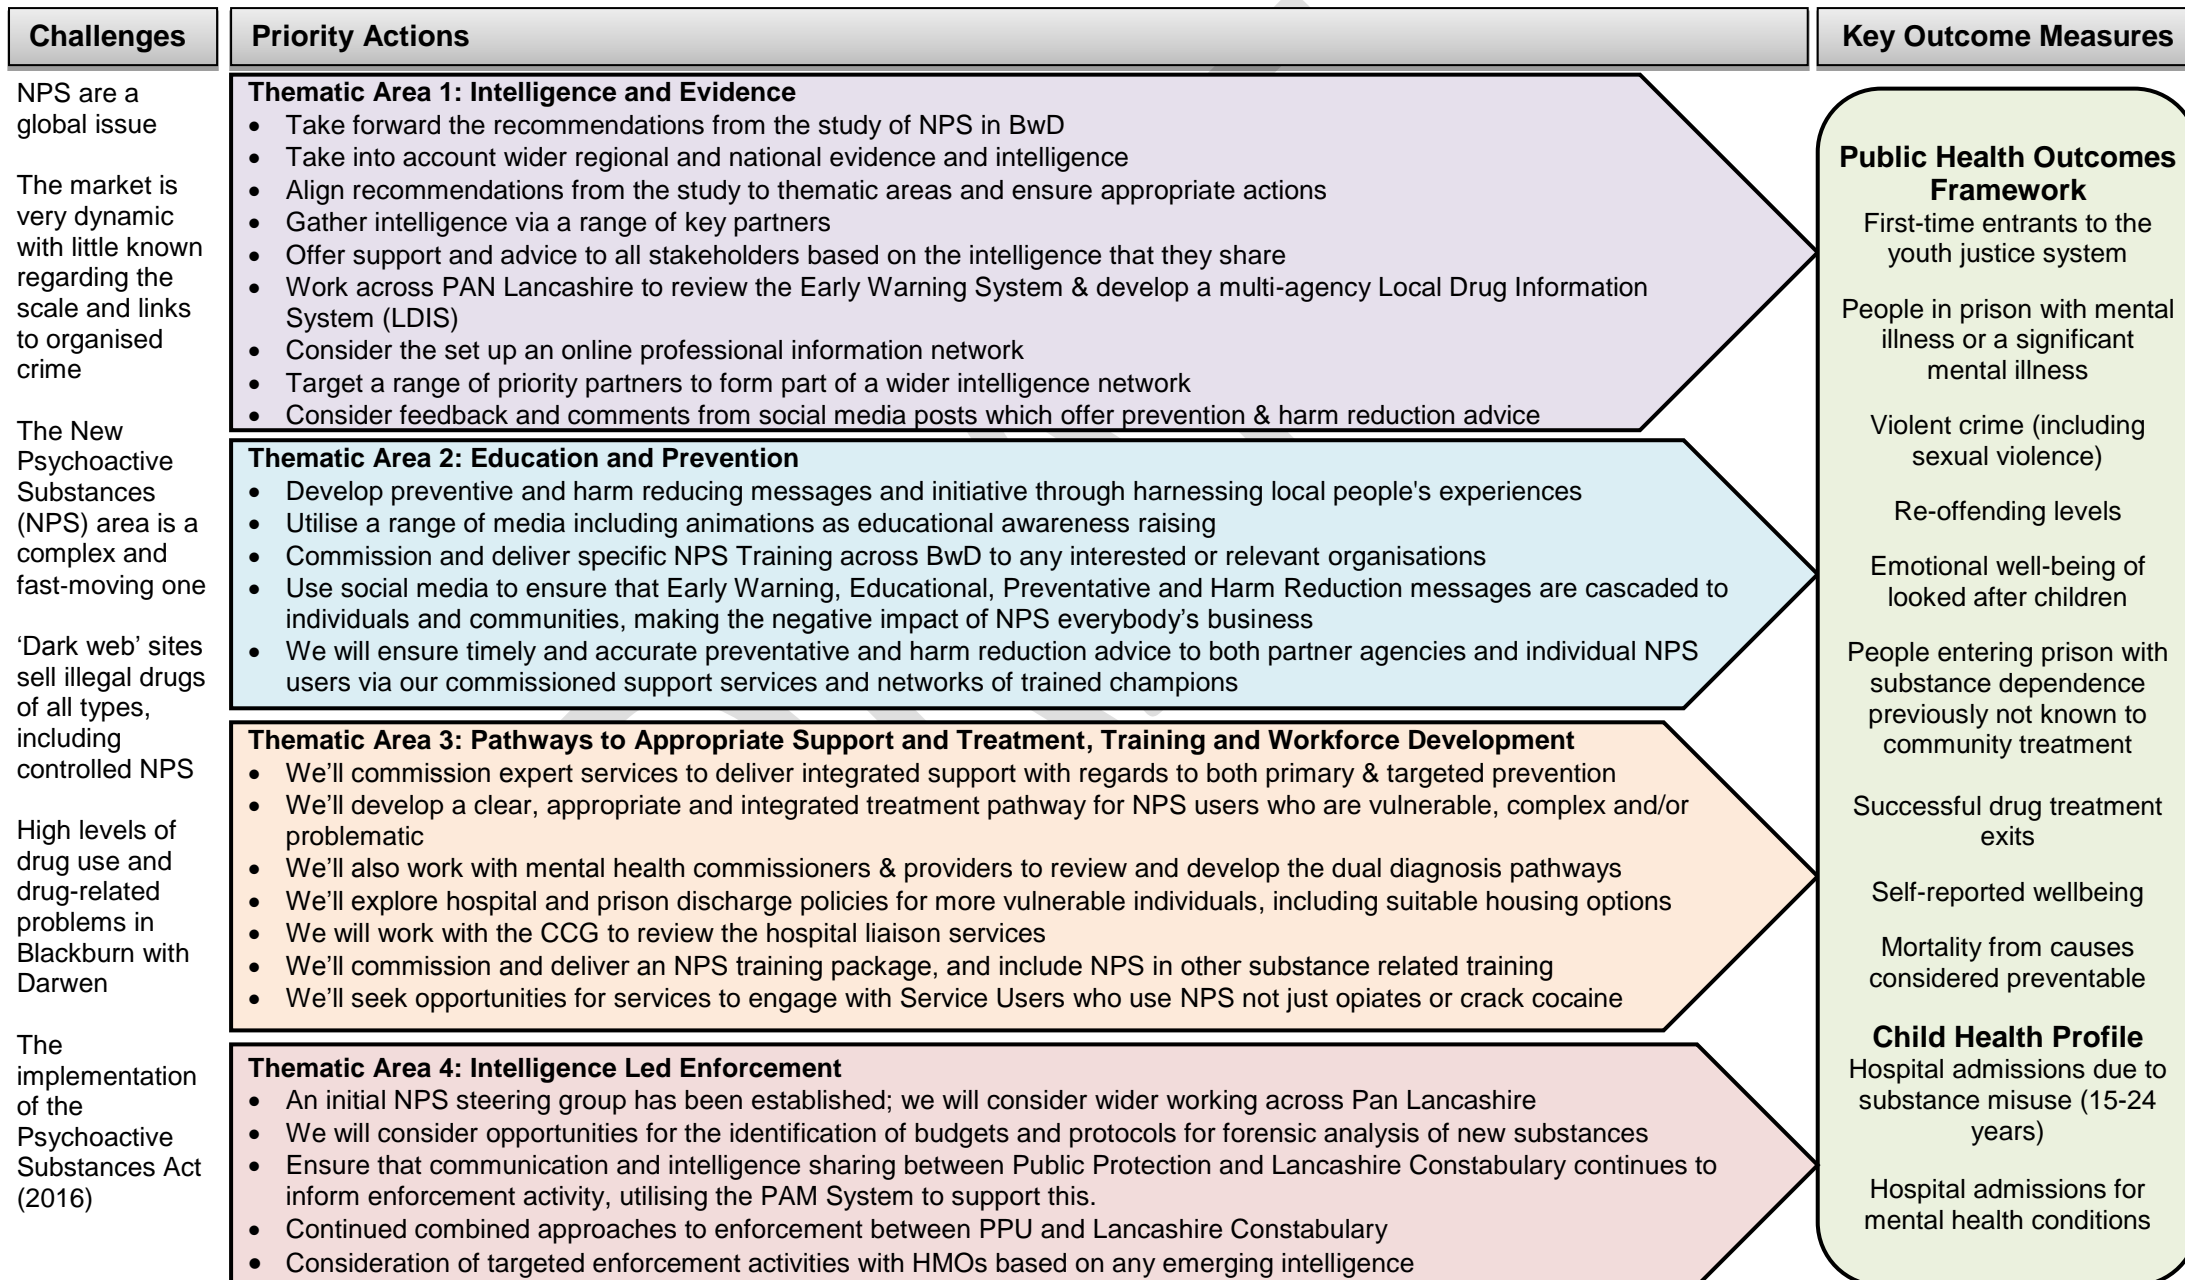 Challenges
Priority Actions
Key Outcome Measures
NPS are a
global issue
The market is
very dynamic
with little known
regarding the
scale and links
to organised
crime
The New
Psychoactive
Substances
(NPS) area is a
complex and
fast-moving one
‘Dark web’ sites
sell illegal drugs
of all types,
including
controlled NPS
High levels of
drug use and
drug-related
problems in
Blackburn with
Darwen
The
implementation
of the
Psychoactive
Substances Act
(2016)
Thematic Area 1: Intelligence and Evidence
• Take forward the recommendations from the study of NPS in BwD
• Take into account wider regional and national evidence and intelligence
• Align recommendations from the study to thematic areas and ensure appropriate actions
• Gather intelligence via a range of key partners
• Offer support and advice to all stakeholders based on the intelligence that they share
• Work across PAN Lancashire to review the Early Warning System & develop a multi-agency Local Drug Information
System (LDIS)
• Consider the set up an online professional information network
• Target a range of priority partners to form part of a wider intelligence network
• Consider feedback and comments from social media posts which offer prevention & harm reduction advice
Thematic Area 2: Education and Prevention
• Develop preventive and harm reducing messages and initiative through harnessing local people's experiences
• Utilise a range of media including animations as educational awareness raising
• Commission and deliver specific NPS Training across BwD to any interested or relevant organisations
• Use social media to ensure that Early Warning, Educational, Preventative and Harm Reduction messages are cascaded to
individuals and communities, making the negative impact of NPS everybody’s business
• We will ensure timely and accurate preventative and harm reduction advice to both partner agencies and individual NPS
users via our commissioned support services and networks of trained champions
Thematic Area 3: Pathways to Appropriate Support and Treatment, Training and Workforce Development
• We’ll commission expert services to deliver integrated support with regards to both primary & targeted prevention
• We’ll develop a clear, appropriate and integrated treatment pathway for NPS users who are vulnerable, complex and/or
problematic
• We’ll also work with mental health commissioners & providers to review and develop the dual diagnosis pathways
• We’ll explore hospital and prison discharge policies for more vulnerable individuals, including suitable housing options
• We will work with the CCG to review the hospital liaison services
• We’ll commission and deliver an NPS training package, and include NPS in other substance related training
• We’ll seek opportunities for services to engage with Service Users who use NPS not just opiates or crack cocaine
Thematic Area 4: Intelligence Led Enforcement
• An initial NPS steering group has been established; we will consider wider working across Pan Lancashire
• We will consider opportunities for the identification of budgets and protocols for forensic analysis of new substances
• Ensure that communication and intelligence sharing between Public Protection and Lancashire Constabulary continues to
inform enforcement activity, utilising the PAM System to support this.
• Continued combined approaches to enforcement between PPU and Lancashire Constabulary
• Consideration of targeted enforcement activities with HMOs based on any emerging intelligence
Public Health Outcomes
Framework
First-time entrants to the
youth justice system
People in prison with mental
illness or a significant
mental illness
Violent crime (including
sexual violence)
Re-offending levels
Emotional well-being of
looked after children
People entering prison with
substance dependence
previously not known to
community treatment
Successful drug treatment
exits
Self-reported wellbeing
Mortality from causes
considered preventable
Child Health Profile
Hospital admissions due to
substance misuse (15-24
years)
Hospital admissions for
mental health conditions